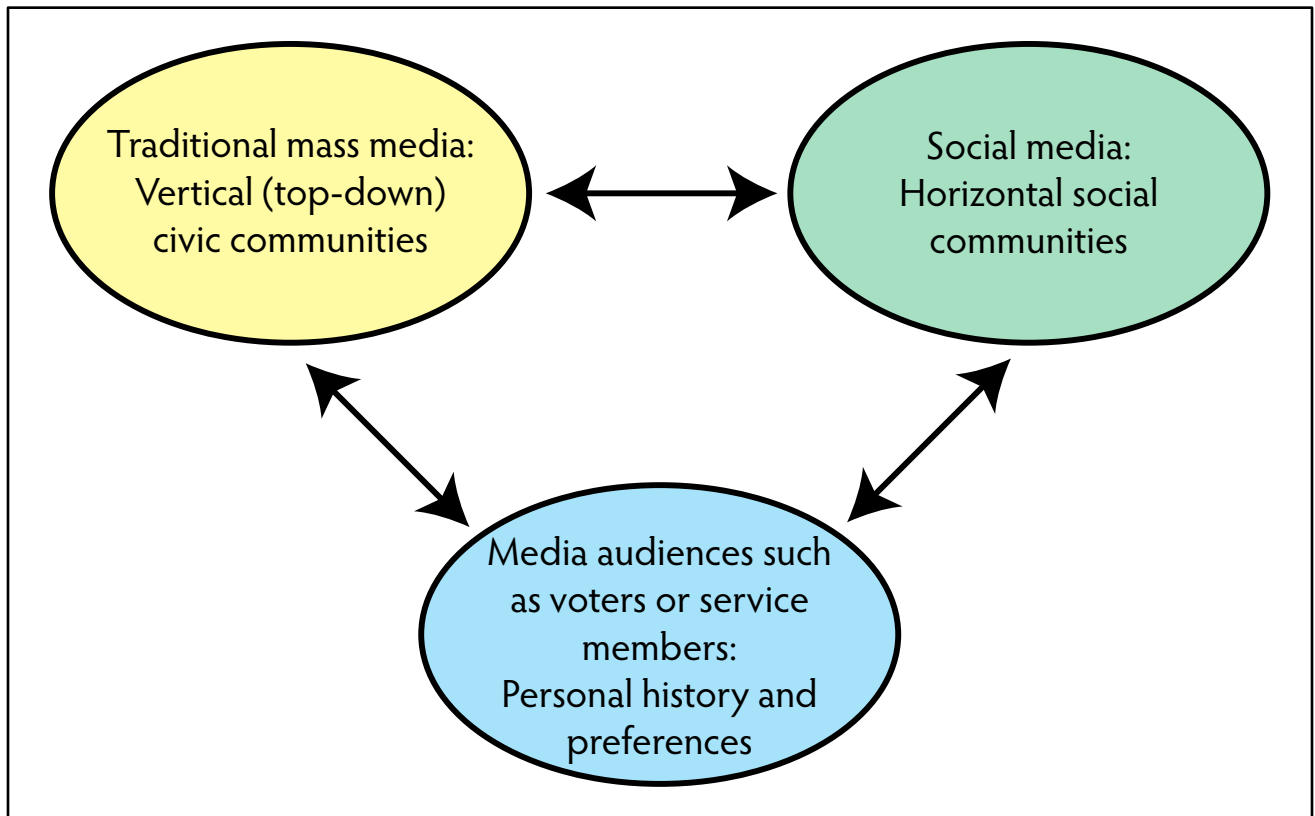 Traditional mass media:
Vertical (top-down)
civic communities
Social media:
Horizontal social
communities
Media audiences such
as voters or service
members:
Personal history and
preferences